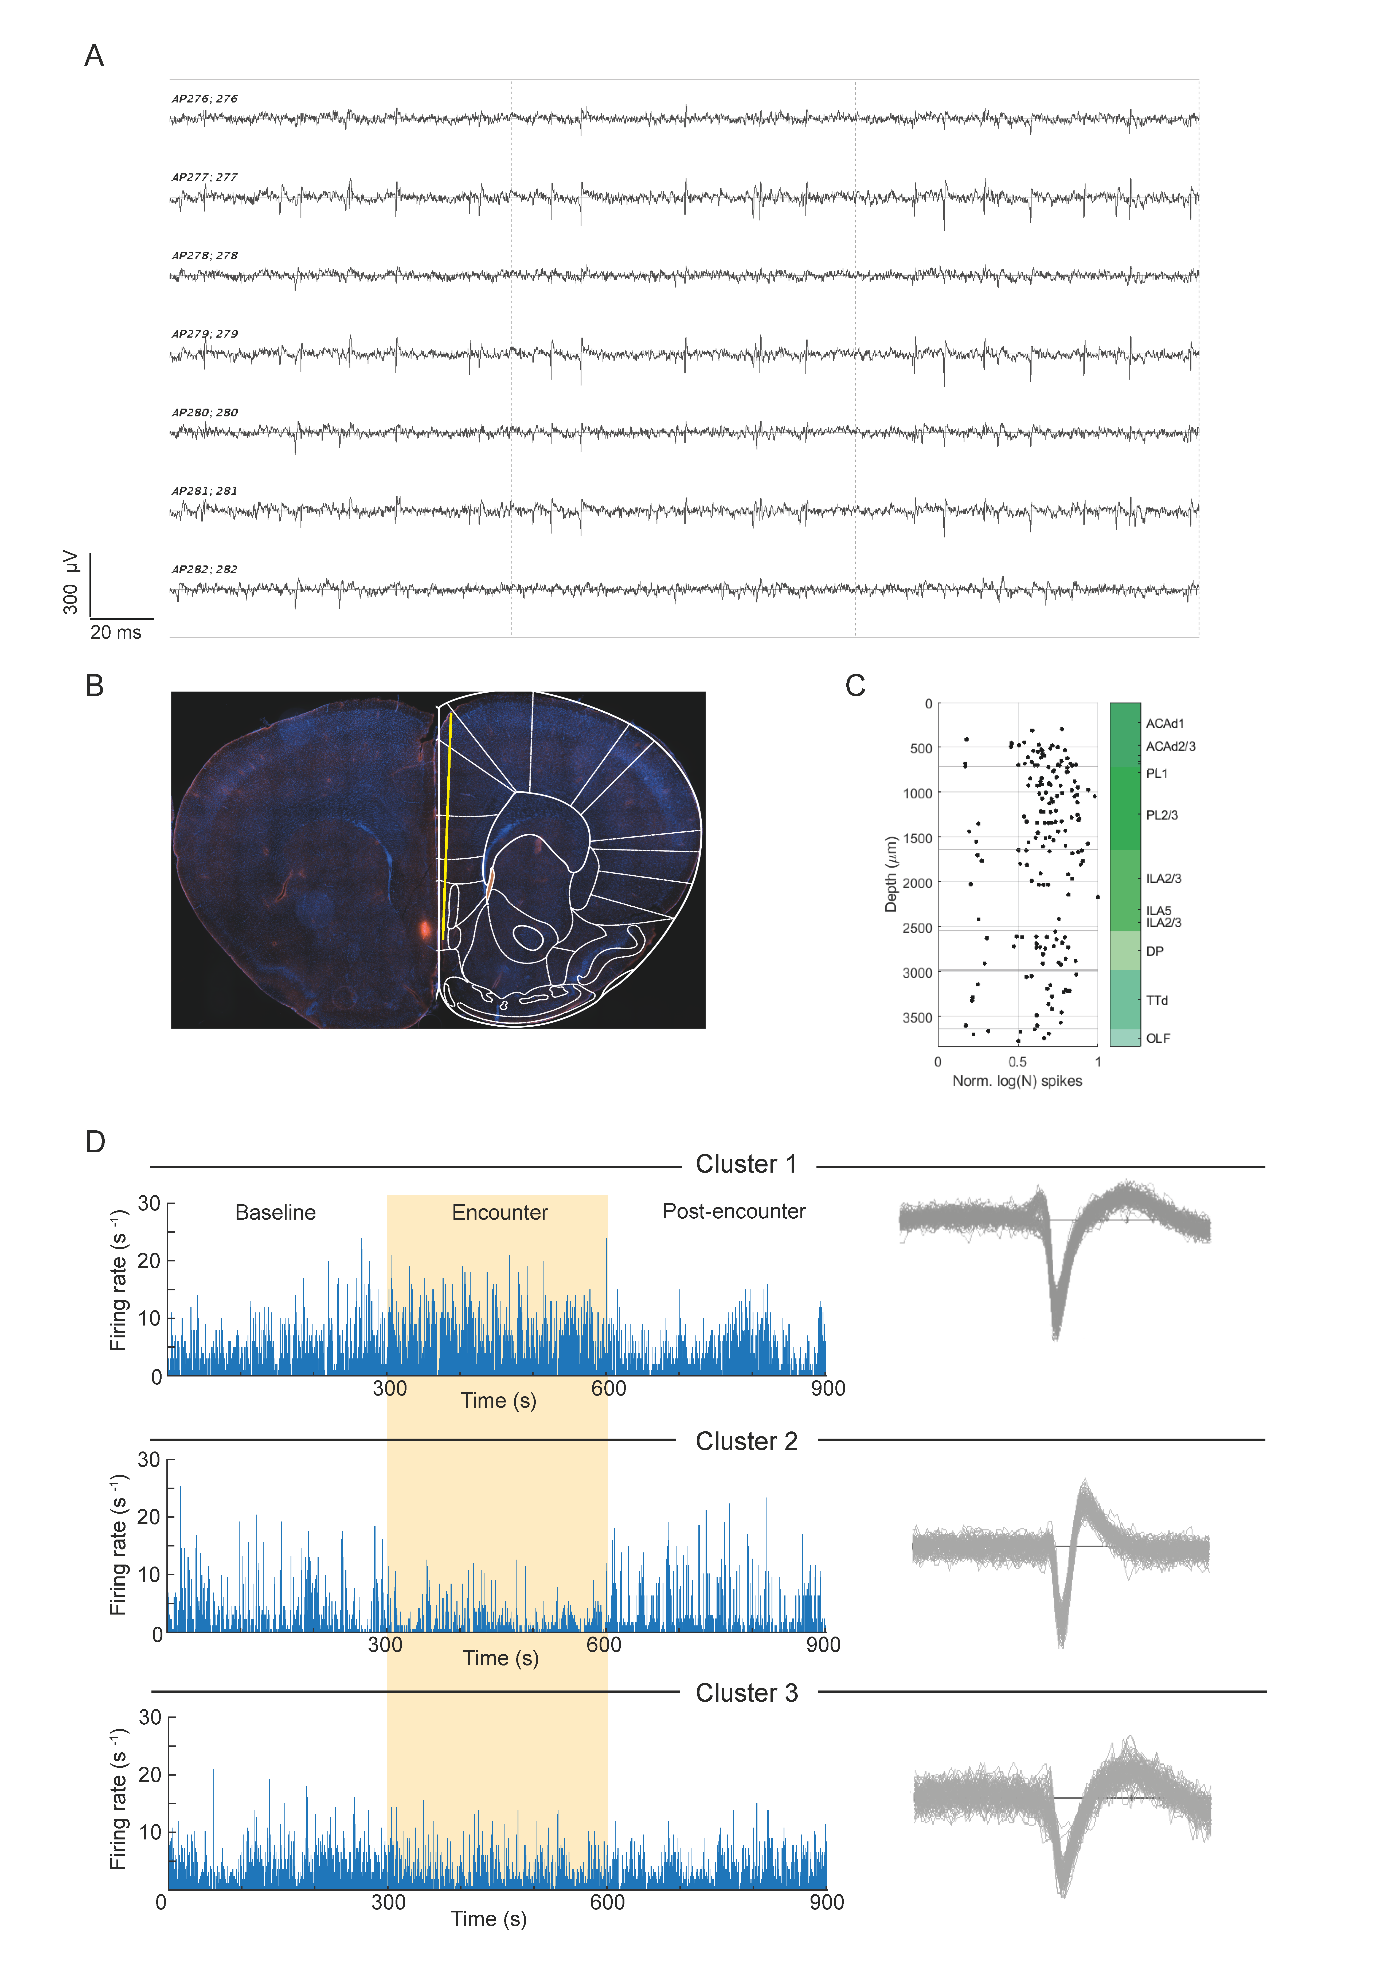 A
AP276; 276
AP277; 277
AP278; 278
AP279; 279
AP280; 280
AP281; 281
AP282; 282
300 µV
20 ms
B
C
0
500
1000
1500
2000
2500
3000
3500
Depth (µm)
0 0.5 1
Norm. log(N) spikes
ACAd1
ACAd2/3
PL1
PL2/3
ILA2/3
ILA5
ILA2/3
DP
TTd
OLF
D
Cluster 1
Baseline Encounter Post-encounter
30
20
10
0
Firing rate (s -1)
300 600 900
Time (s)
Cluster 2
30
20
10
0
Firing rate (s -1)
300 600 900
Time (s)
Cluster 3
30
20
10
Firing rate (s -1)
0 300 600 900
Time (s)